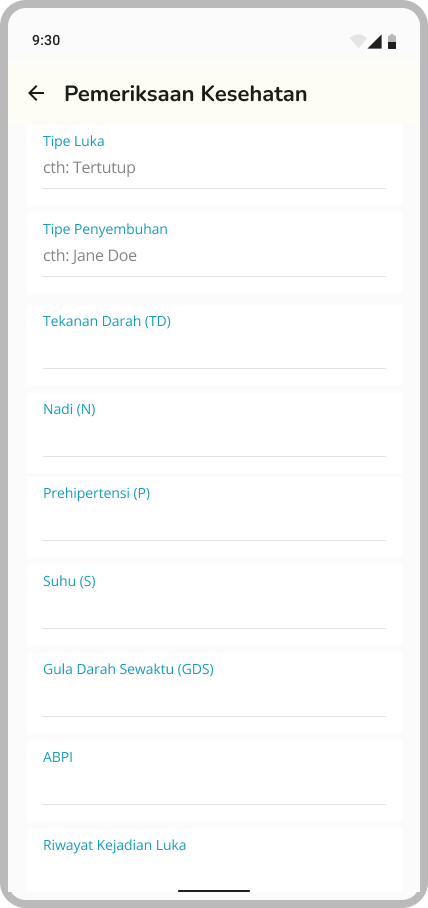 9:30
Pemeriksaan Kesehatan
Tipe Luka
cth: Tertutup
Tipe Penyembuhan
cth: Jane Doe
Tekanan Darah (TD)
Nadi (N)
Prehipertensi (P)
Suhu (S)
Gula Darah Sewaktu (GDS)
ABPI
Riwayat Kejadian Luka